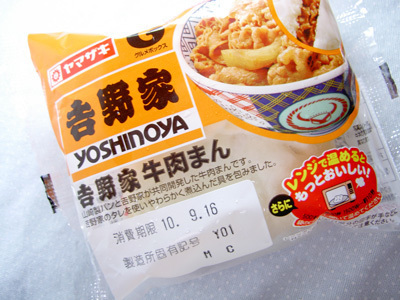 ヤマザキ
G
グルメボックス
吉野家
YOSHINOYA
吉野家 牛肉まん
山崎製パンと吉野家が共同開発した牛肉まんです。
吉野家のタレを使いやわらかく煮込んだ具を包みました。
消費期限 10.9.16
製造所固有記号 Y01
M C
レンジで温めると
さらに
もっとおいしい!